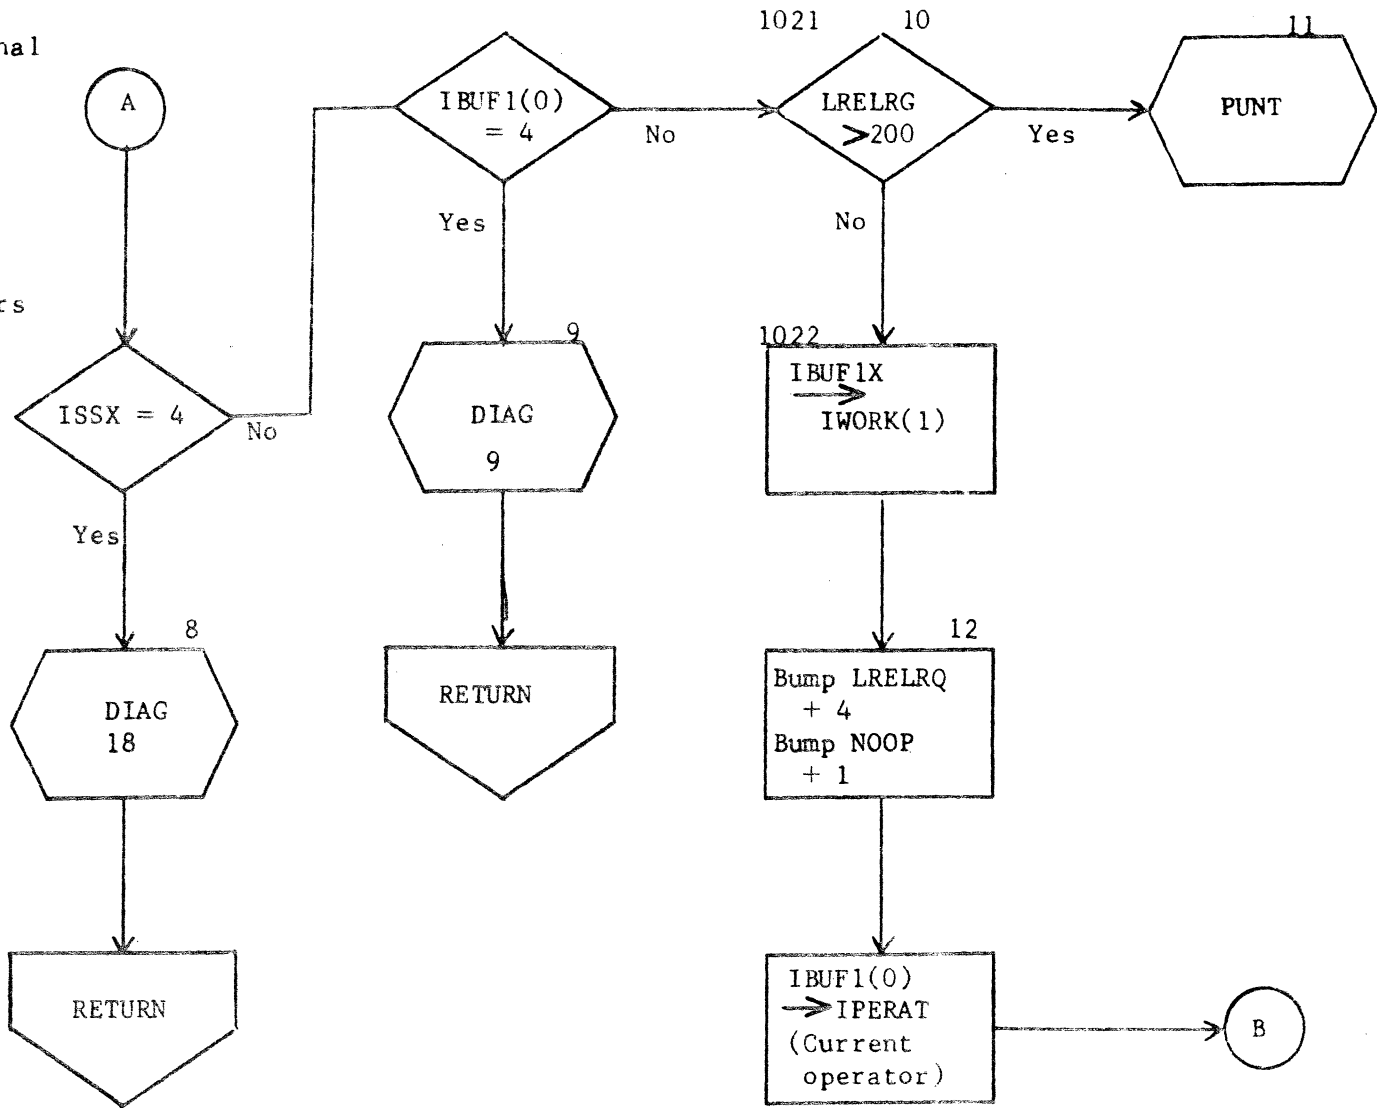 nal
A
rs
ISSX = 4
No
Yes
8
DIAG
18
RETURN
IBUF1(0)
= 4
No
Yes
9
DIAG
9
RETURN
1021
10
LRELRG
>200
Yes
No
11
PUNT
1022
IBUF1X
→
IWORK(1)
12
Bump LRELRQ
+ 4
Bump NOOP
+ 1
IBUF1(0)
→ IPERAT
(Current
operator)
B